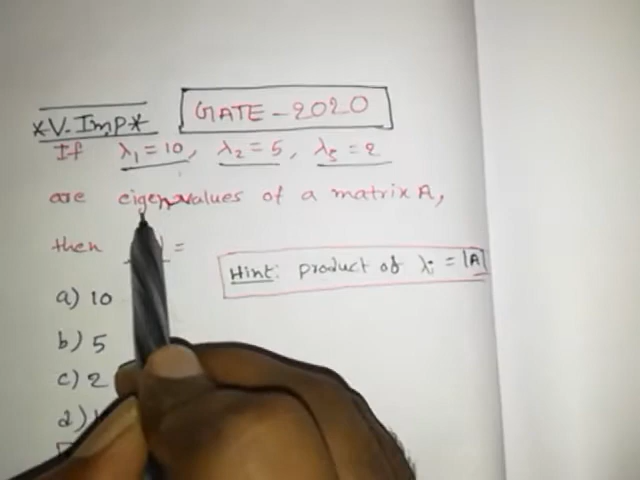 *V.Imp*
GATE-2020
If λ₁ = 10, λ₂ = 5, λ₃ = 2
are eigenvalues of a matrix A,
then =
Hint: product of λᵢ = |A|
a) 10
b) 5
c) 2
d)